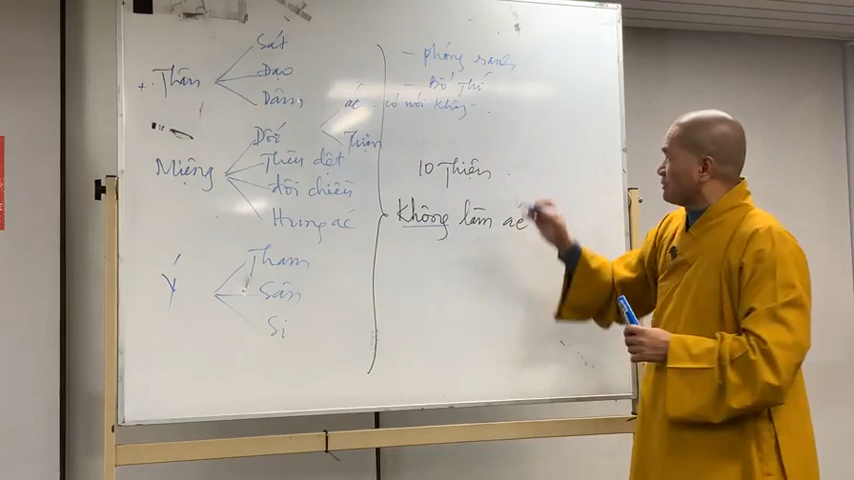 + Thân
Sát
Đạo
Dâm
Miệng
Dối
ác
Thiện
Thêu dệt
đôi chiều
Hung ác
Ý
Tham
Sân
Si
- phóng sanh
- Bố Thí
có nói không
10 Thiện
Không làm ác